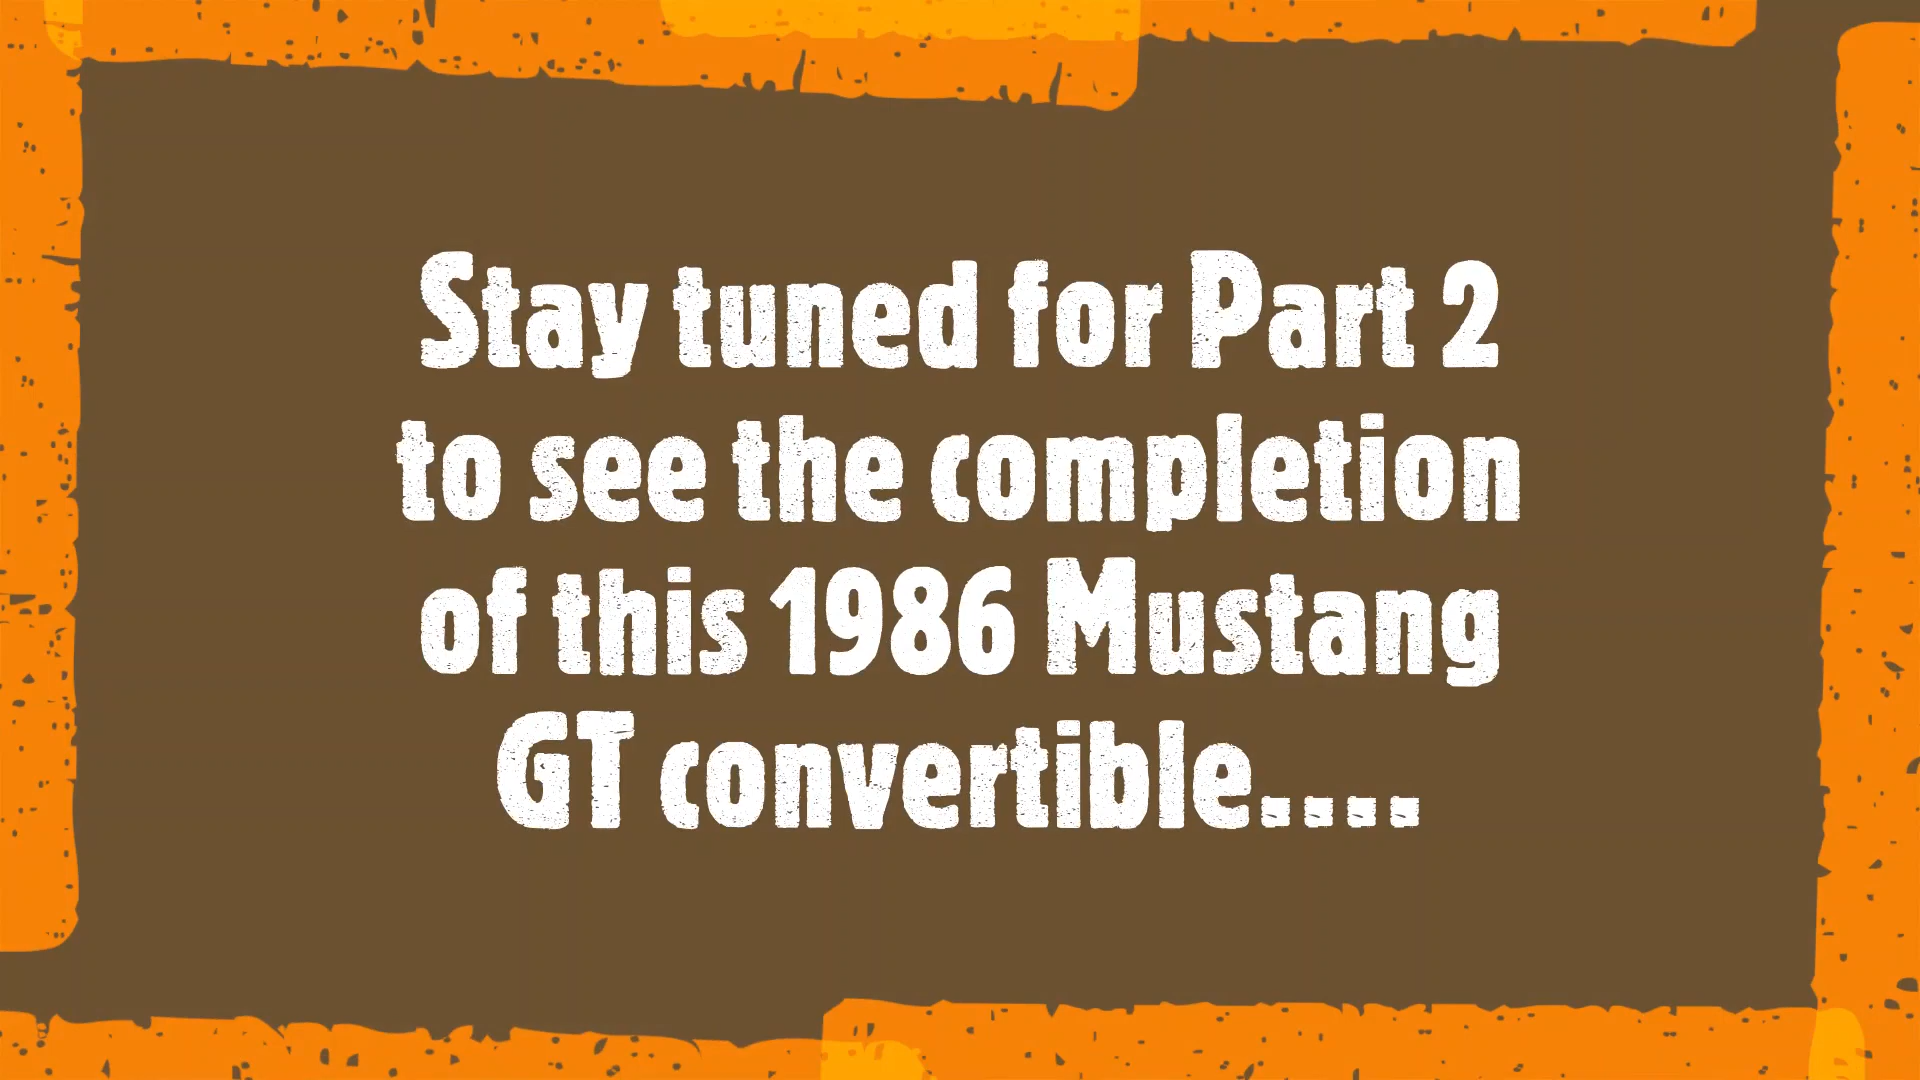 Stay tuned for Part 2
to see the completion
of this 1986 Mustang
GT convertible....